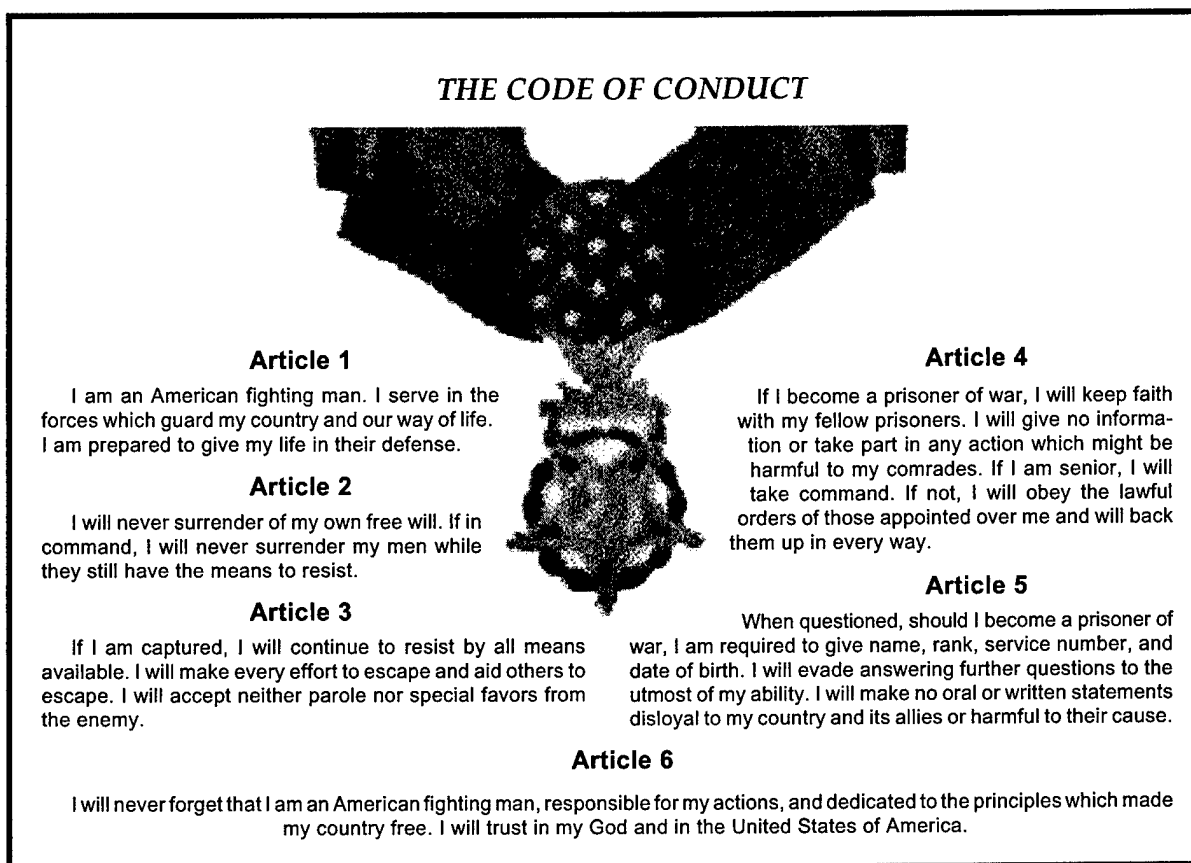 THE CODE OF CONDUCT
Article 1
I am an American fighting man. I serve in the
forces which guard my country and our way of life.
I am prepared to give my life in their defense.
Article 2
I will never surrender of my own free will. If in
command, I will never surrender my men while
they still have the means to resist.
Article 3
If I am captured, I will continue to resist by all means
available. I will make every effort to escape and aid others to
escape. I will accept neither parole nor special favors from
the enemy.
Article 4
If I become a prisoner of war, I will keep faith
with my fellow prisoners. I will give no informa-
tion or take part in any action which might be
harmful to my comrades. If I am senior, I will
take command. If not, I will obey the lawful
orders of those appointed over me and will back
them up in every way.
Article 5
When questioned, should I become a prisoner of
war, I am required to give name, rank, service number, and
date of birth. I will evade answering further questions to the
utmost of my ability. I will make no oral or written statements
disloyal to my country and its allies or harmful to their cause.
Article 6
I will never forget that I am an American fighting man, responsible for my actions, and dedicated to the principles which made
my country free. I will trust in my God and in the United States of America.